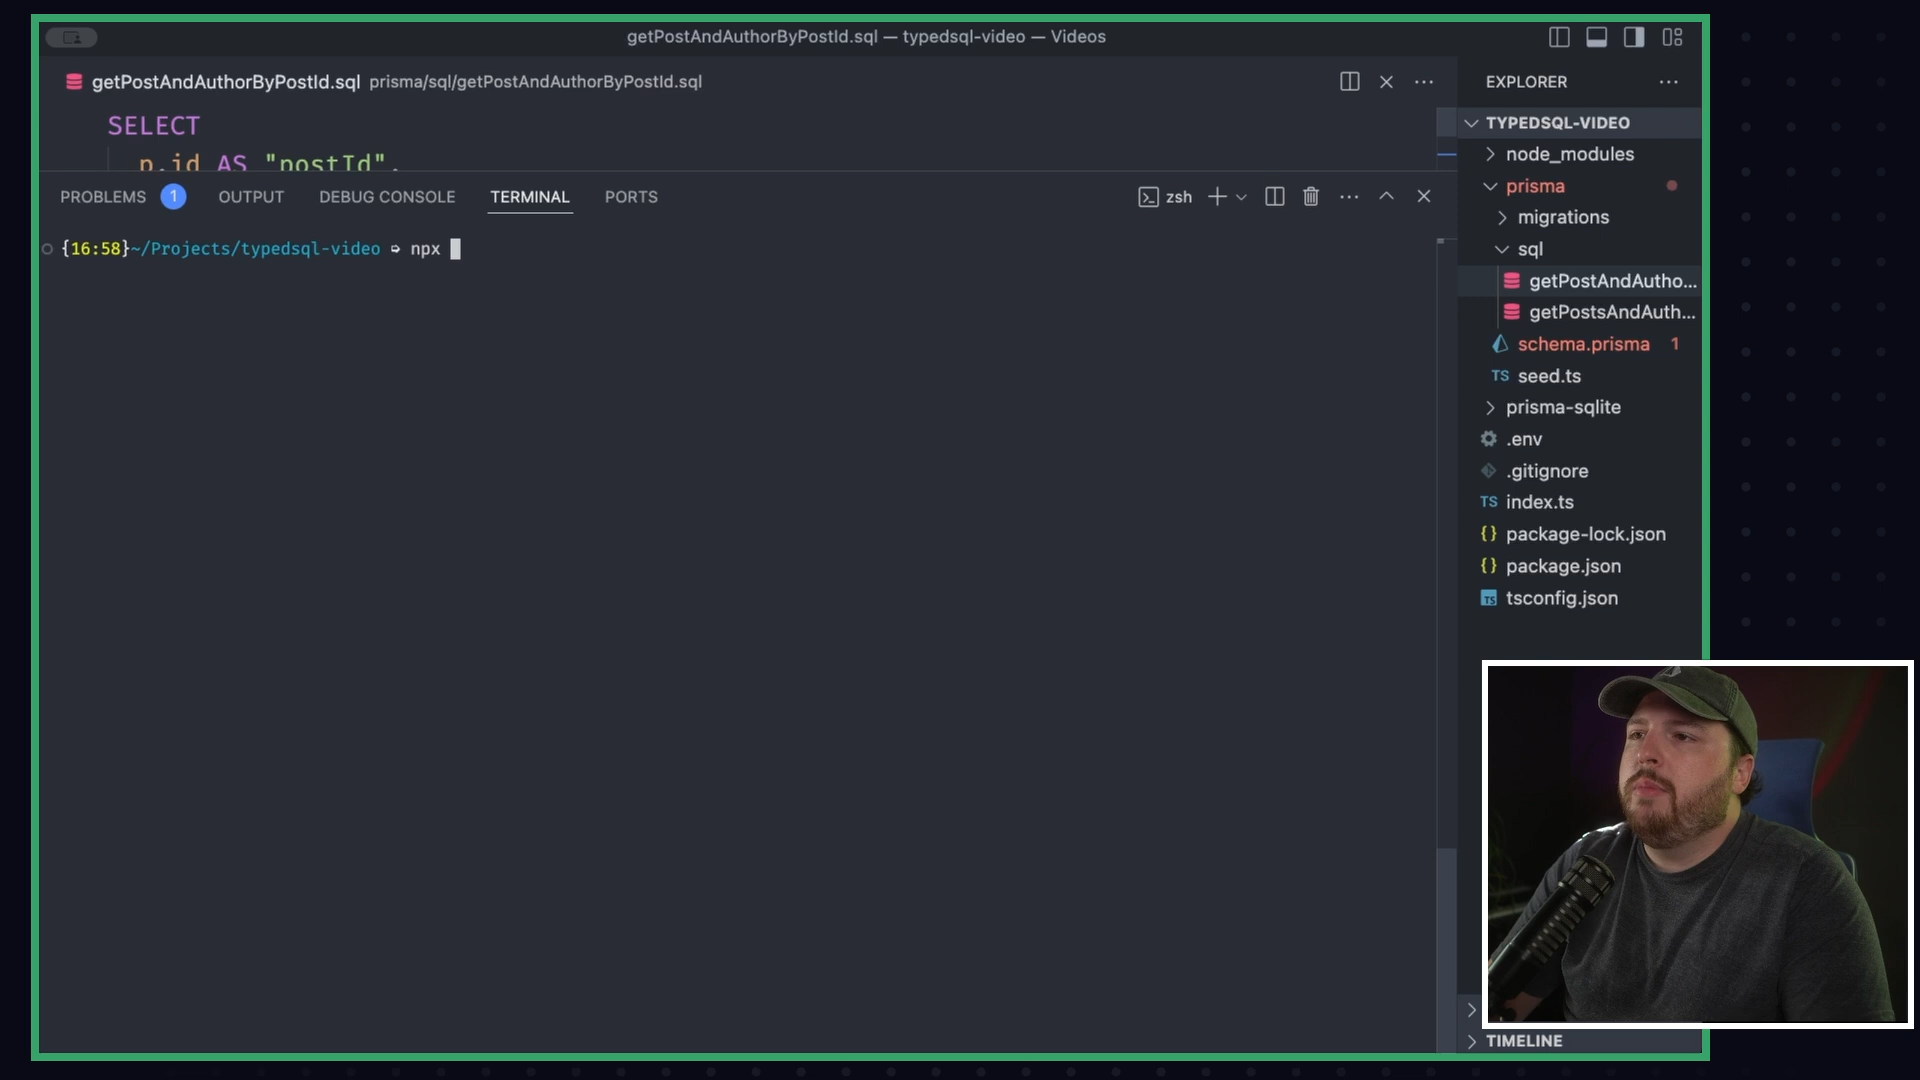 getPostAndAuthorByPostId.sql — typedsql-video — Videos
getPostAndAuthorByPostId.sql prisma/sql/getPostAndAuthorByPostId.sql
SELECT
p.id AS "postId",
PROBLEMS 1 OUTPUT DEBUG CONSOLE TERMINAL PORTS
zsh
{16:58}~/Projects/typedsql-video ➭ npx
EXPLORER
TYPEDSQL-VIDEO
node_modules
prisma
migrations
sql
getPostAndAutho...
getPostsAndAuth...
schema.prisma 1
TS seed.ts
prisma-sqlite
.env
.gitignore
TS index.ts
{} package-lock.json
{} package.json
TS tsconfig.json
TIMELINE